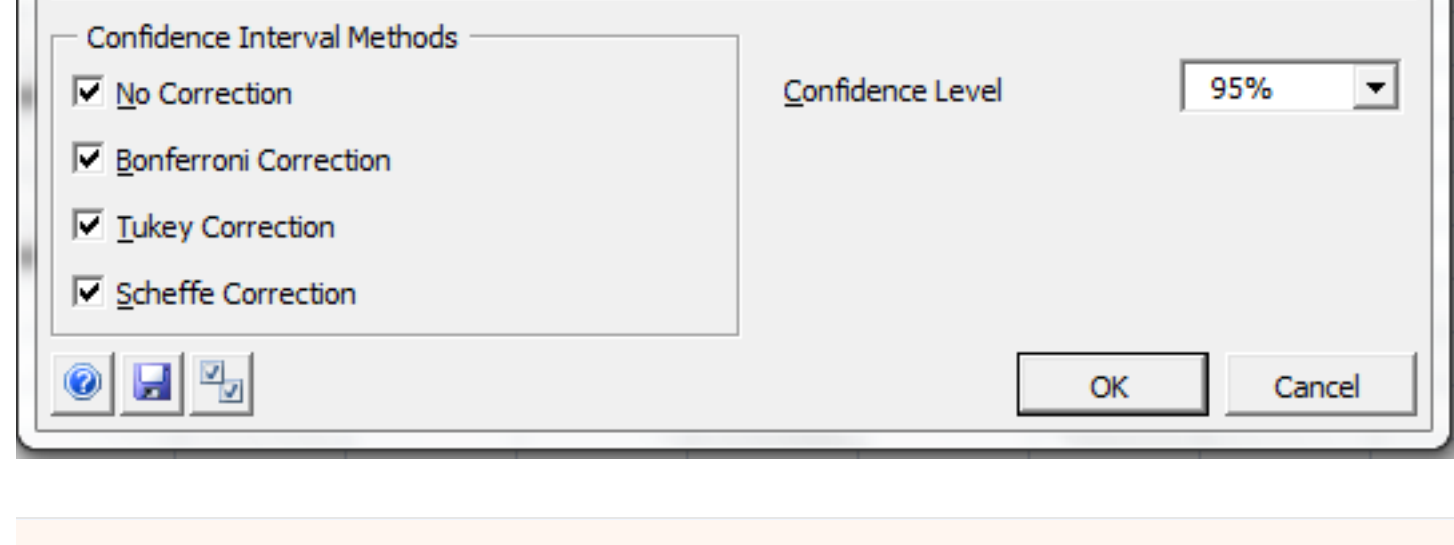 Confidence Interval Methods
No Correction
Confidence Level 95%
Bonferroni Correction
Tukey Correction
Scheffe Correction
? OK Cancel